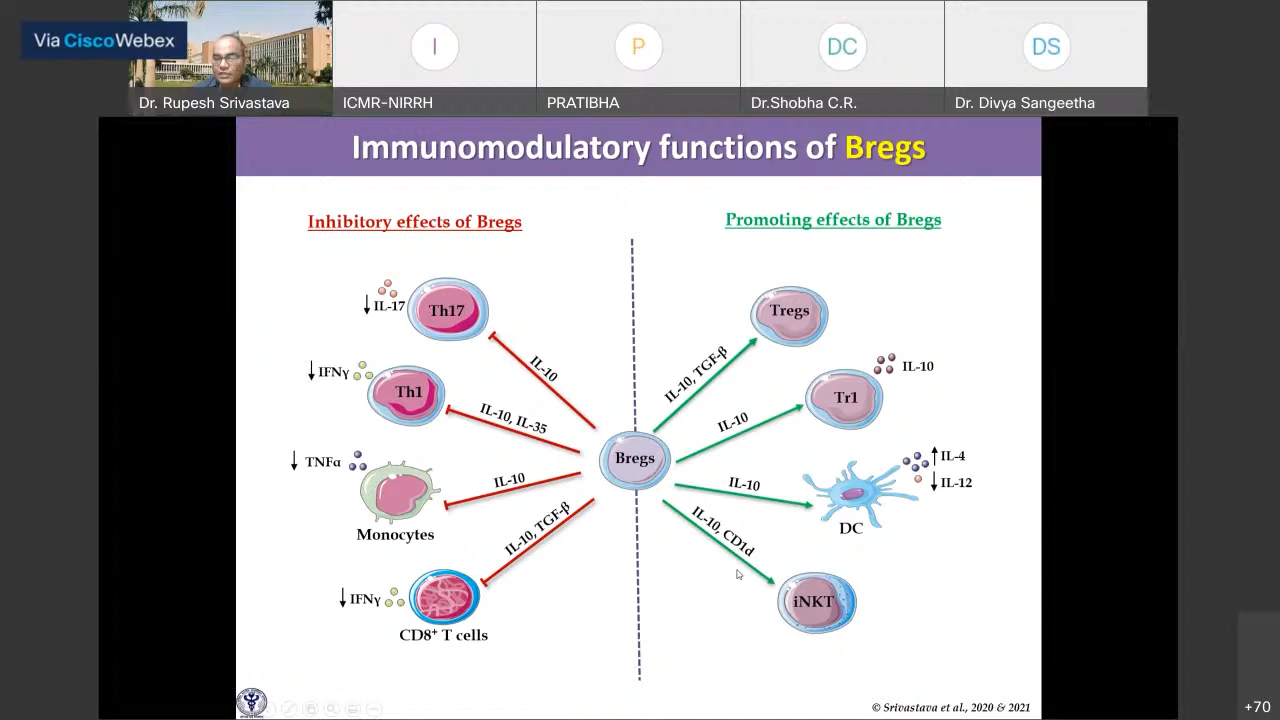 Via CiscoWebex
I
P
DC
DS
Dr. Rupesh Srivastava
ICMR-NIRRH
PRATIBHA
Dr.Shobha C.R.
Dr. Divya Sangeetha
Immunomodulatory functions of Bregs
Inhibitory effects of Bregs
Promoting effects of Bregs
↓ IL-17
Th17
IL-10
↓ IFNγ
Th1
IL-10, IL-35
↓ TNFα
Monocytes
IL-10
↓ IFNγ
CD8⁺ T cells
IL-10, TGF-β
Bregs
IL-10, TGF-β
Tregs
IL-10
Tr1
IL-10
IL-10
↑ IL-4
↓ IL-12
DC
IL-10, CD1d
iNKT
© Srivastava et al., 2020 & 2021
+70